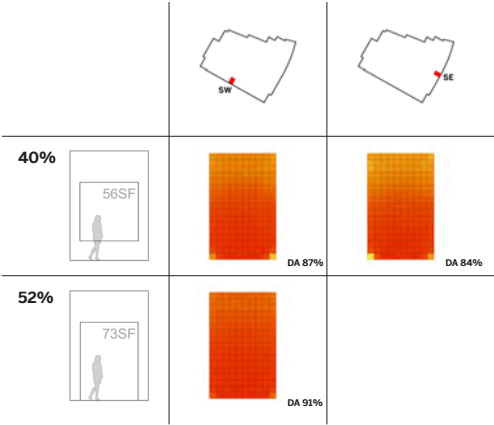 SW
SE
40%
56SF
DA 87%
DA 84%
52%
73SF
DA 91%